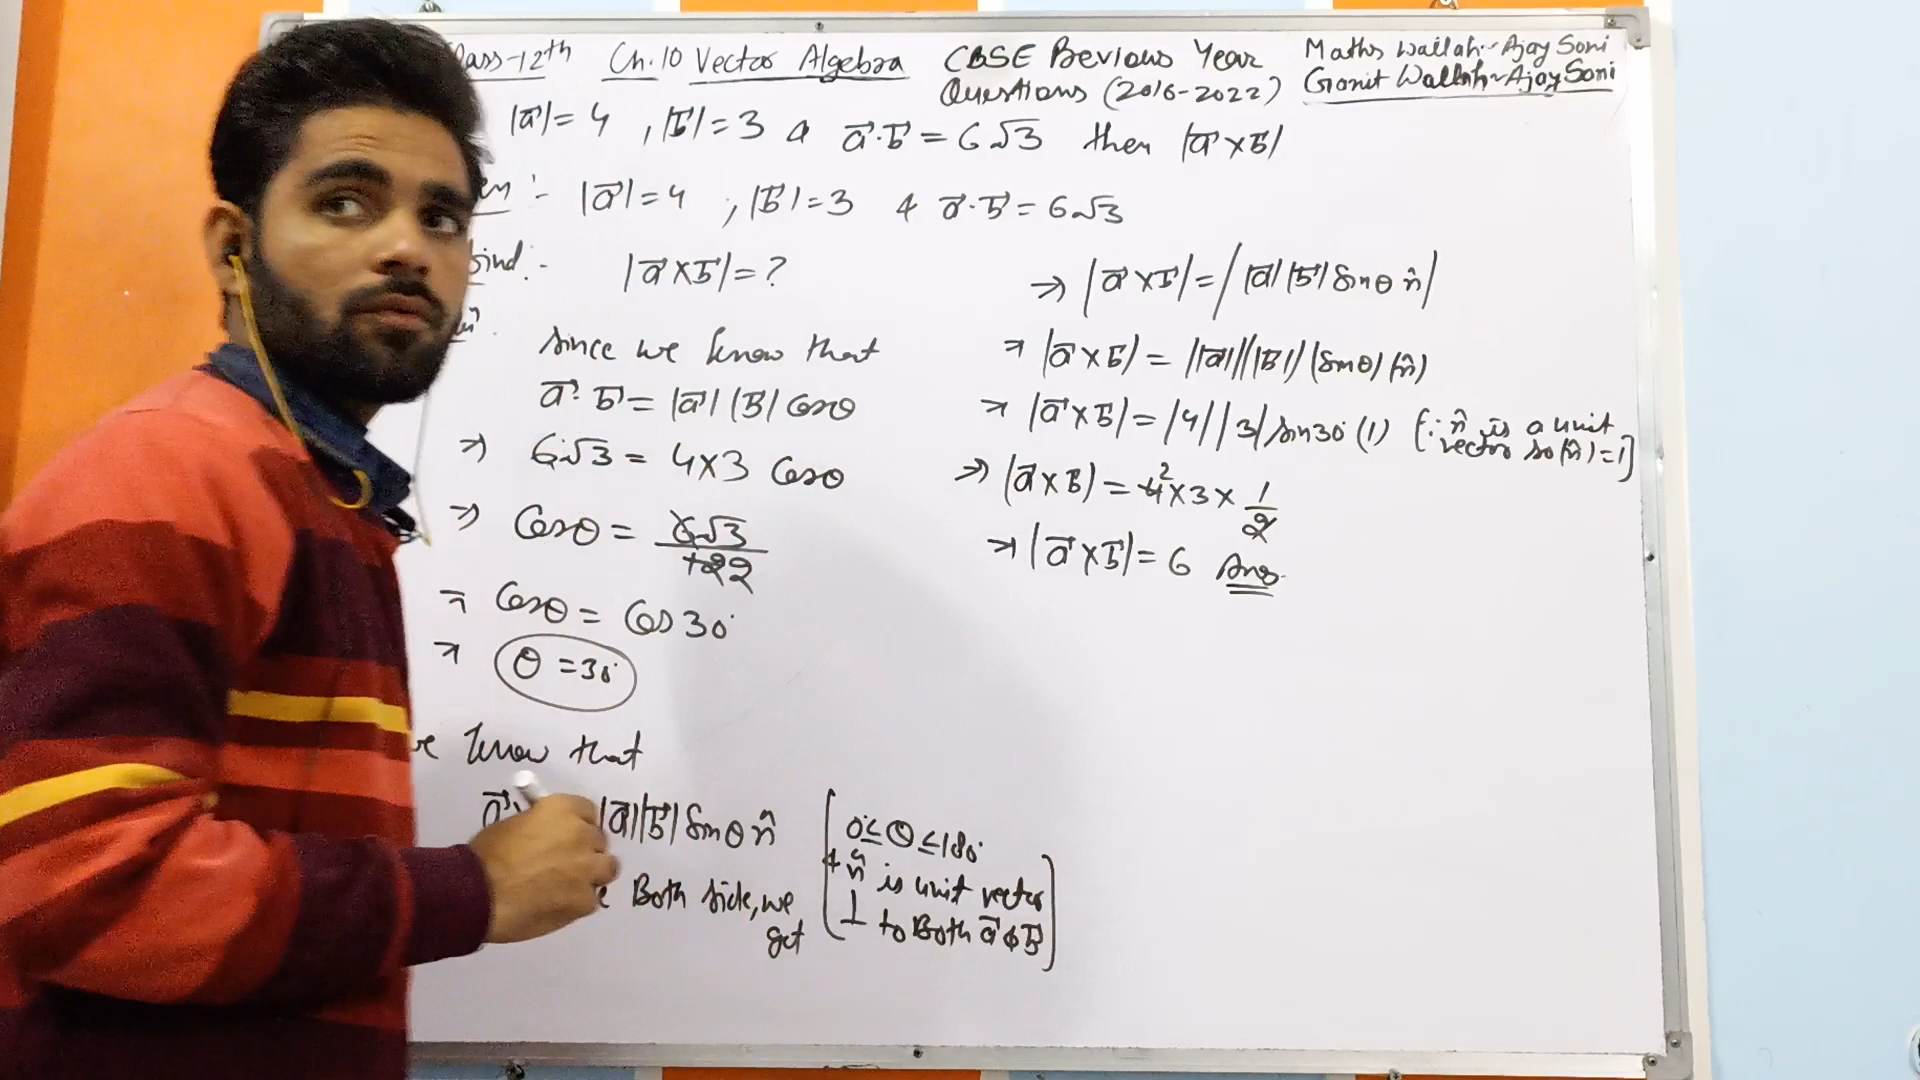 Class-12th Ch.10 Vector Algebra CBSE Previous Year Questions (2016-2022)
Maths Wallah~Ajay Soni
Ganit Wallah~Ajay Soni
|a⃗|=4 , |b⃗|=3 & a⃗.b⃗=6√3 then |a⃗×b⃗|
:- |a⃗|=4 , |b⃗|=3 & a⃗.b⃗=6√3
find:- |a⃗×b⃗|=?
Since we know that
a⃗.b⃗=|a⃗||b⃗|Cosθ
⇒ 6√3=4×3 Cosθ
⇒ Cosθ=6√3/12 2
⇒ Cosθ=Cos30°
⇒ θ=30°
we know that
a⃗ |a⃗||b⃗|Sinθ n̂
[0°≤θ≤180°
& n̂ is unit vector
⊥ to Both a⃗ & b⃗]
Both side, we
get
⇒ |a⃗×b⃗|=||a⃗||b⃗|Sinθ n̂|
⇒ |a⃗×b⃗|=||a⃗|||b⃗||Sinθ||n̂|
⇒ |a⃗×b⃗|=|4||3|Sin30°(1) [∵ n̂ is a unit
vector so |n̂|=1]
⇒ |a⃗×b⃗|=4²×3×1/2
⇒ |a⃗×b⃗|=6 Ans.